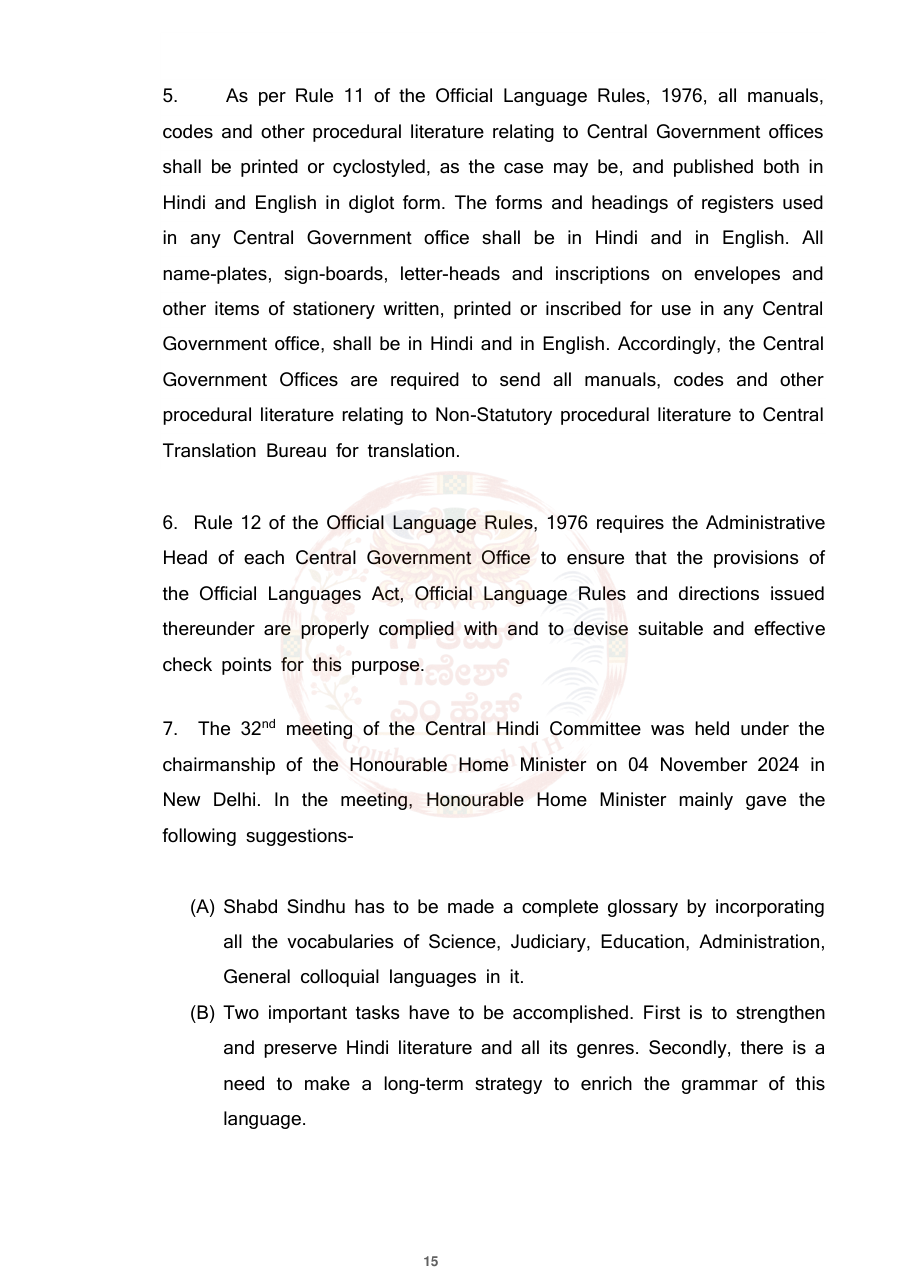 5. As per Rule 11 of the Official Language Rules, 1976, all manuals,
codes and other procedural literature relating to Central Government offices
shall be printed or cyclostyled, as the case may be, and published both in
Hindi and English in diglot form. The forms and headings of registers used
in any Central Government office shall be in Hindi and in English. All
name-plates, sign-boards, letter-heads and inscriptions on envelopes and
other items of stationery written, printed or inscribed for use in any Central
Government office, shall be in Hindi and in English. Accordingly, the Central
Government Offices are required to send all manuals, codes and other
procedural literature relating to Non-Statutory procedural literature to Central
Translation Bureau for translation.
6. Rule 12 of the Official Language Rules, 1976 requires the Administrative
Head of each Central Government Office to ensure that the provisions of
the Official Languages Act, Official Language Rules and directions issued
thereunder are properly complied with and to devise suitable and effective
check points for this purpose.
ಗೌತಮ್
ಗಣೇಶ್
ಎಂ ಹೆಚ್
Gautham Ganesh M H
7. The 32nd meeting of the Central Hindi Committee was held under the
chairmanship of the Honourable Home Minister on 04 November 2024 in
New Delhi. In the meeting, Honourable Home Minister mainly gave the
following suggestions-
(A) Shabd Sindhu has to be made a complete glossary by incorporating
all the vocabularies of Science, Judiciary, Education, Administration,
General colloquial languages in it.
(B) Two important tasks have to be accomplished. First is to strengthen
and preserve Hindi literature and all its genres. Secondly, there is a
need to make a long-term strategy to enrich the grammar of this
language.
15